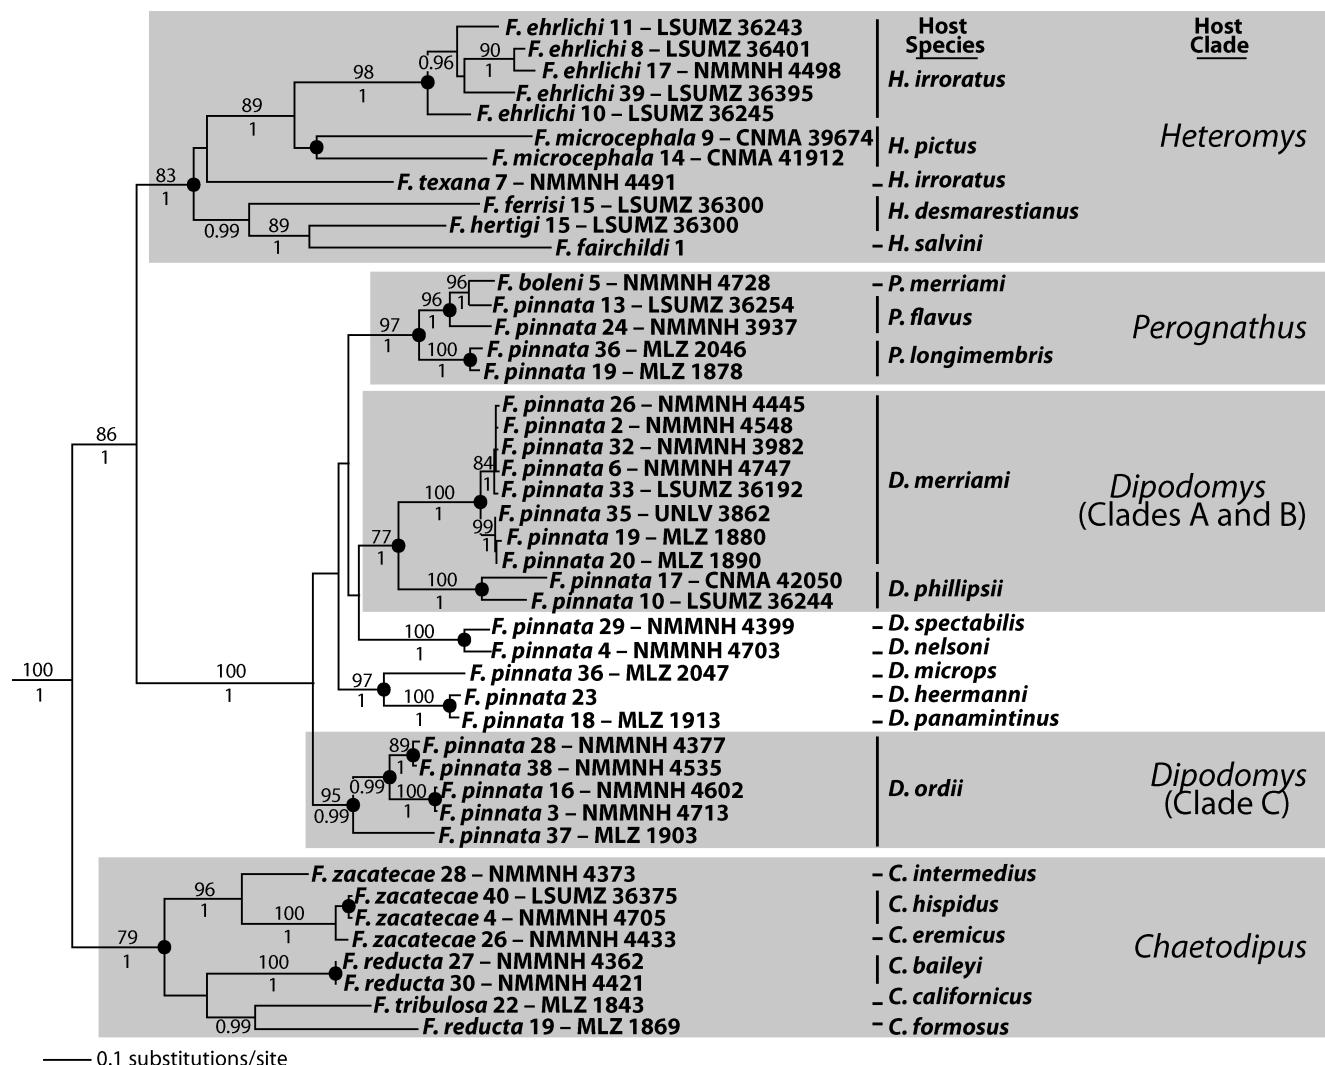 Host Species
Host Clade
F. ehrlichi 11 – LSUMZ 36243
F. ehrlichi 8 – LSUMZ 36401
90
1
0.96
F. ehrlichi 17 – NMMNH 4498
H. irroratus
98
1
F. ehrlichi 39 – LSUMZ 36395
F. ehrlichi 10 – LSUMZ 36245
89
1
F. microcephala 9 – CNMA 39674
Heteromys
H. pictus
F. microcephala 14 – CNMA 41912
83
1
F. texana 7 – NMMNH 4491
H. irroratus
F. ferrisi 15 – LSUMZ 36300
H. desmarestianus
0.99
89
1
F. hertigi 15 – LSUMZ 36300
F. fairchildi 1
H. salvini
96
1
F. boleni 5 – NMMNH 4728
P. merriami
96
1
F. pinnata 13 – LSUMZ 36254
P. flavus
97
1
F. pinnata 24 – NMMNH 3937
Perognathus
100
1
F. pinnata 36 – MLZ 2046
P. longimembris
F. pinnata 19 – MLZ 1878
F. pinnata 26 – NMMNH 4445
F. pinnata 2 – NMMNH 4548
86
1
F. pinnata 32 – NMMNH 3982
84
1
F. pinnata 6 – NMMNH 4747
D. merriami
Dipodomys
(Clades A and B)
100
1
F. pinnata 33 – LSUMZ 36192
F. pinnata 35 – UNLV 3862
99
1
F. pinnata 19 – MLZ 1880
77
1
F. pinnata 20 – MLZ 1890
100
1
F. pinnata 17 – CNMA 42050
D. phillipsii
F. pinnata 10 – LSUMZ 36244
F. pinnata 29 – NMMNH 4399
D. spectabilis
100
1
F. pinnata 4 – NMMNH 4703
D. nelsoni
100
1
100
1
F. pinnata 36 – MLZ 2047
D. microps
97
1
F. pinnata 23
D. heermanni
100
1
F. pinnata 18 – MLZ 1913
D. panamintinus
89
1
F. pinnata 28 – NMMNH 4377
F. pinnata 38 – NMMNH 4535
0.99
F. pinnata 16 – NMMNH 4602
D. ordii
Dipodomys
(Clade C)
95
0.99
100
1
F. pinnata 3 – NMMNH 4713
F. pinnata 37 – MLZ 1903
F. zacatecae 28 – NMMNH 4373
C. intermedius
96
1
F. zacatecae 40 – LSUMZ 36375
C. hispidus
100
1
F. zacatecae 4 – NMMNH 4705
F. zacatecae 26 – NMMNH 4433
C. eremicus
79
1
Chaetodipus
100
1
F. reducta 27 – NMMNH 4362
C. baileyi
F. reducta 30 – NMMNH 4421
F. tribulosa 22 – MLZ 1843
C. californicus
0.99
F. reducta 19 – MLZ 1869
C. formosus
0.1 substitutions/site